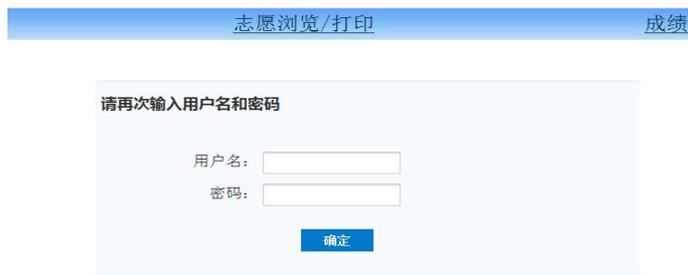 志愿浏览/打印 成绩
请再次输入用户名和密码
用户名：
密码：
确定